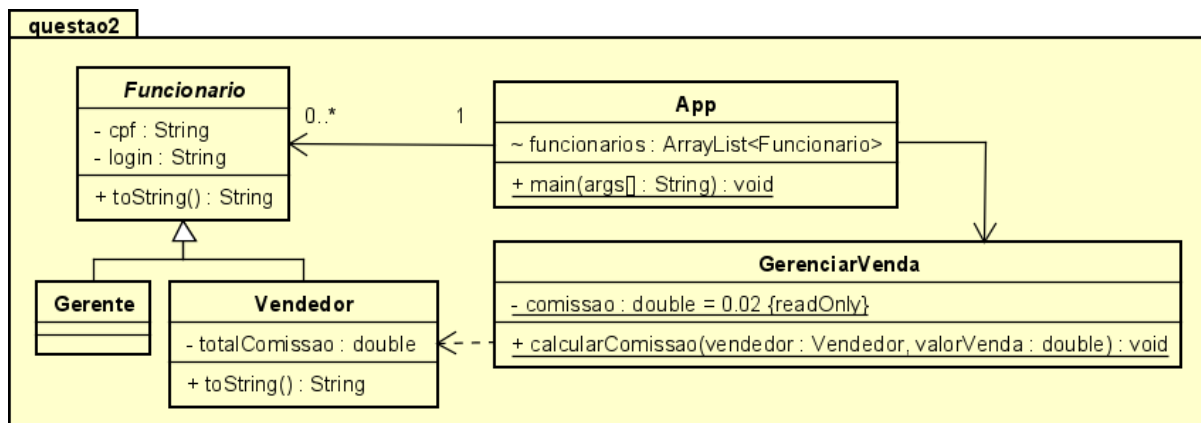 questao2
Funcionario
- cpf : String
- login : String
+ toString() : String
0..*
1
App
~ funcionarios : ArrayList<Funcionario>
+ main(args[] : String) : void
Gerente
Vendedor
- totalComissao : double
+ toString() : String
GerenciarVenda
- comissao : double = 0.02 {readOnly}
+ calcularComissao(vendedor : Vendedor, valorVenda : double) : void